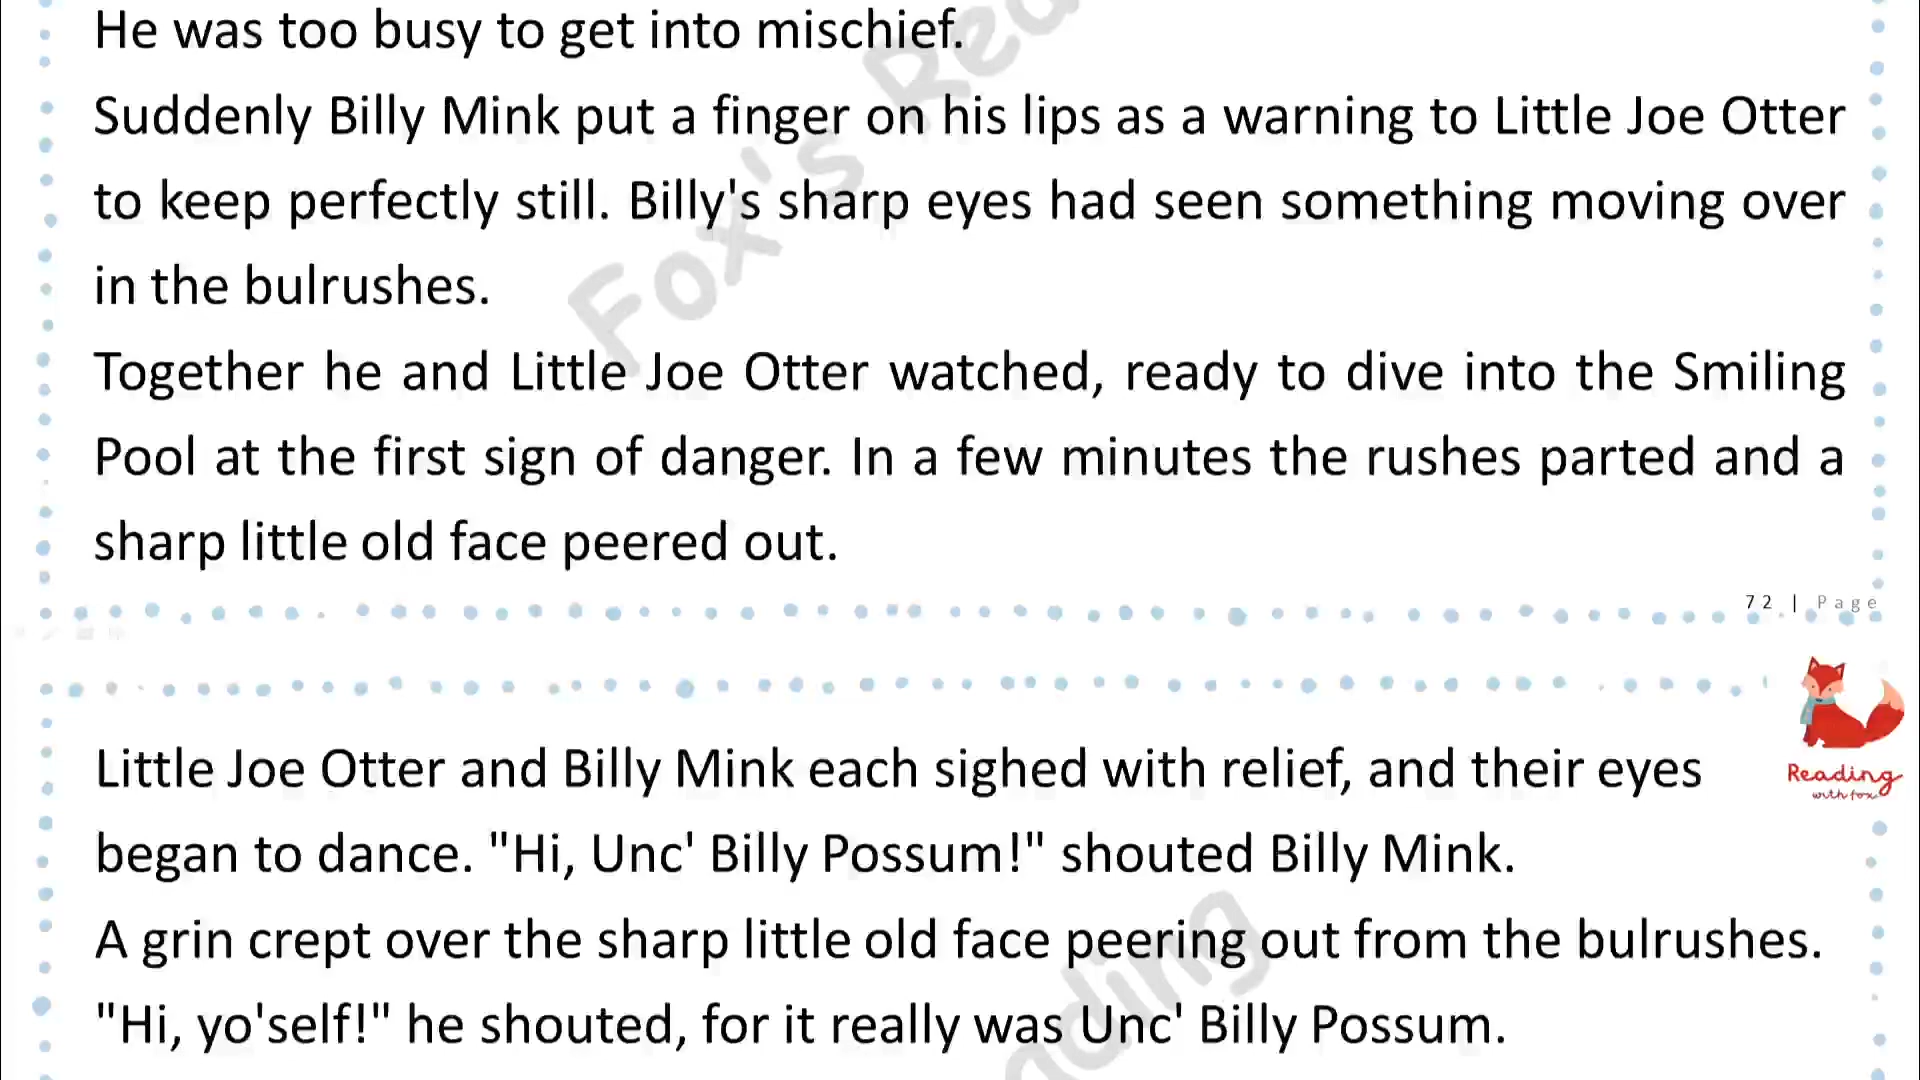 He was too busy to get into mischief.
Suddenly Billy Mink put a finger on his lips as a warning to Little Joe Otter
to keep perfectly still. Billy's sharp eyes had seen something moving over
in the bulrushes.
Together he and Little Joe Otter watched, ready to dive into the Smiling
Pool at the first sign of danger. In a few minutes the rushes parted and a
sharp little old face peered out.
72 | Page
Little Joe Otter and Billy Mink each sighed with relief, and their eyes
began to dance. "Hi, Unc' Billy Possum!" shouted Billy Mink.
A grin crept over the sharp little old face peering out from the bulrushes.
"Hi, yo'self!" he shouted, for it really was Unc' Billy Possum.
Reading
with fox
Fox's Rea
ading